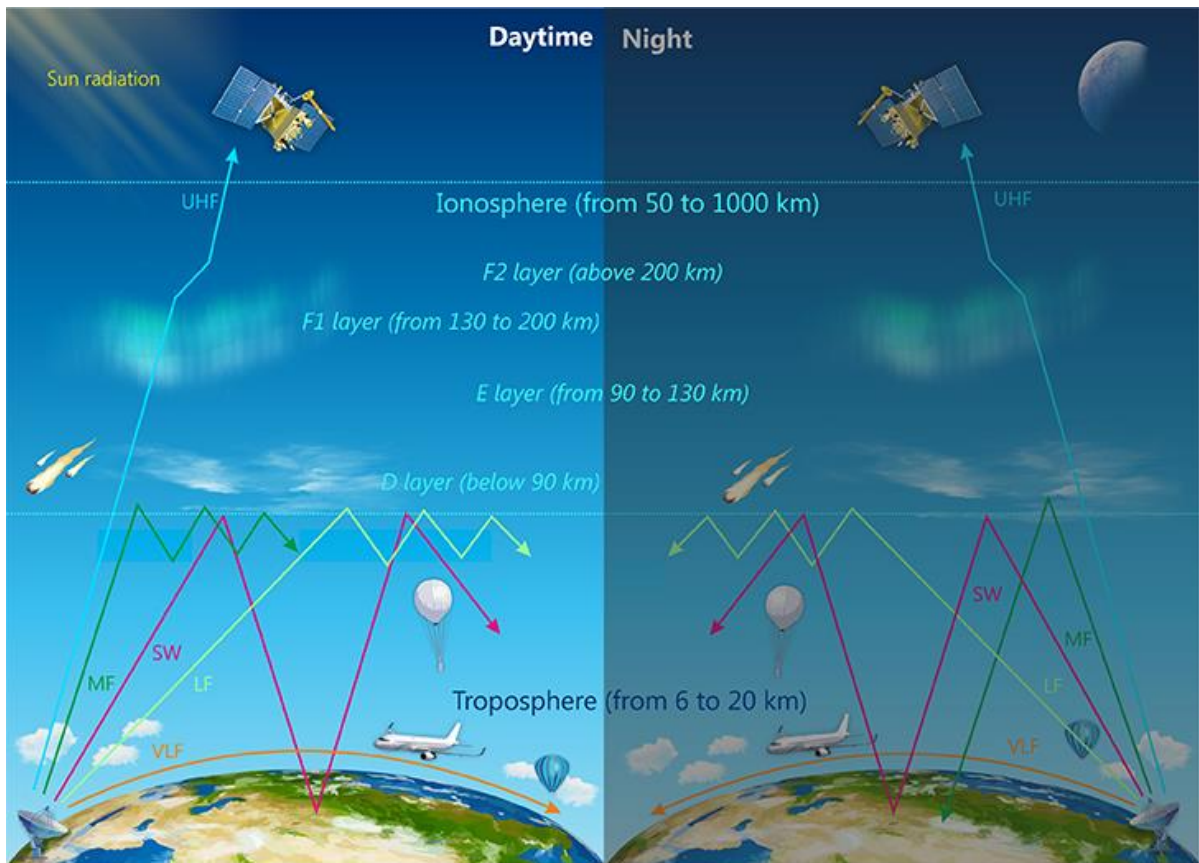 Daytime
Night
Sun radiation
UHF
UHF
Ionosphere (from 50 to 1000 km)
F2 layer (above 200 km)
F1 layer (from 130 to 200 km)
E layer (from 90 to 130 km)
D layer (below 90 km)
SW
MF
LF
SW
MF
LF
Troposphere (from 6 to 20 km)
VLF
VLF